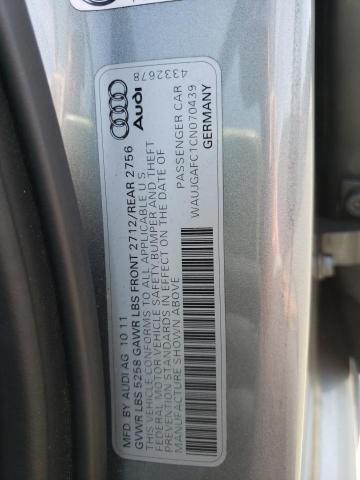 4332678
Audi
MFD. BY AUDI AG 10 11
GVWR LBS 5258 GAWR LBS FRONT 2712/REAR 2756
THIS VEHICLE CONFORMS TO ALL APPLICABLE U.S.
FEDERAL MOTOR VEHICLE SAFETY/BUMPER AND THEFT
STANDARDS IN EFFECT ON THE DATE OF
MANUFACTURE SHOWN ABOVE
PASSENGER CAR
WAUJGAFC1CN070439
GERMANY